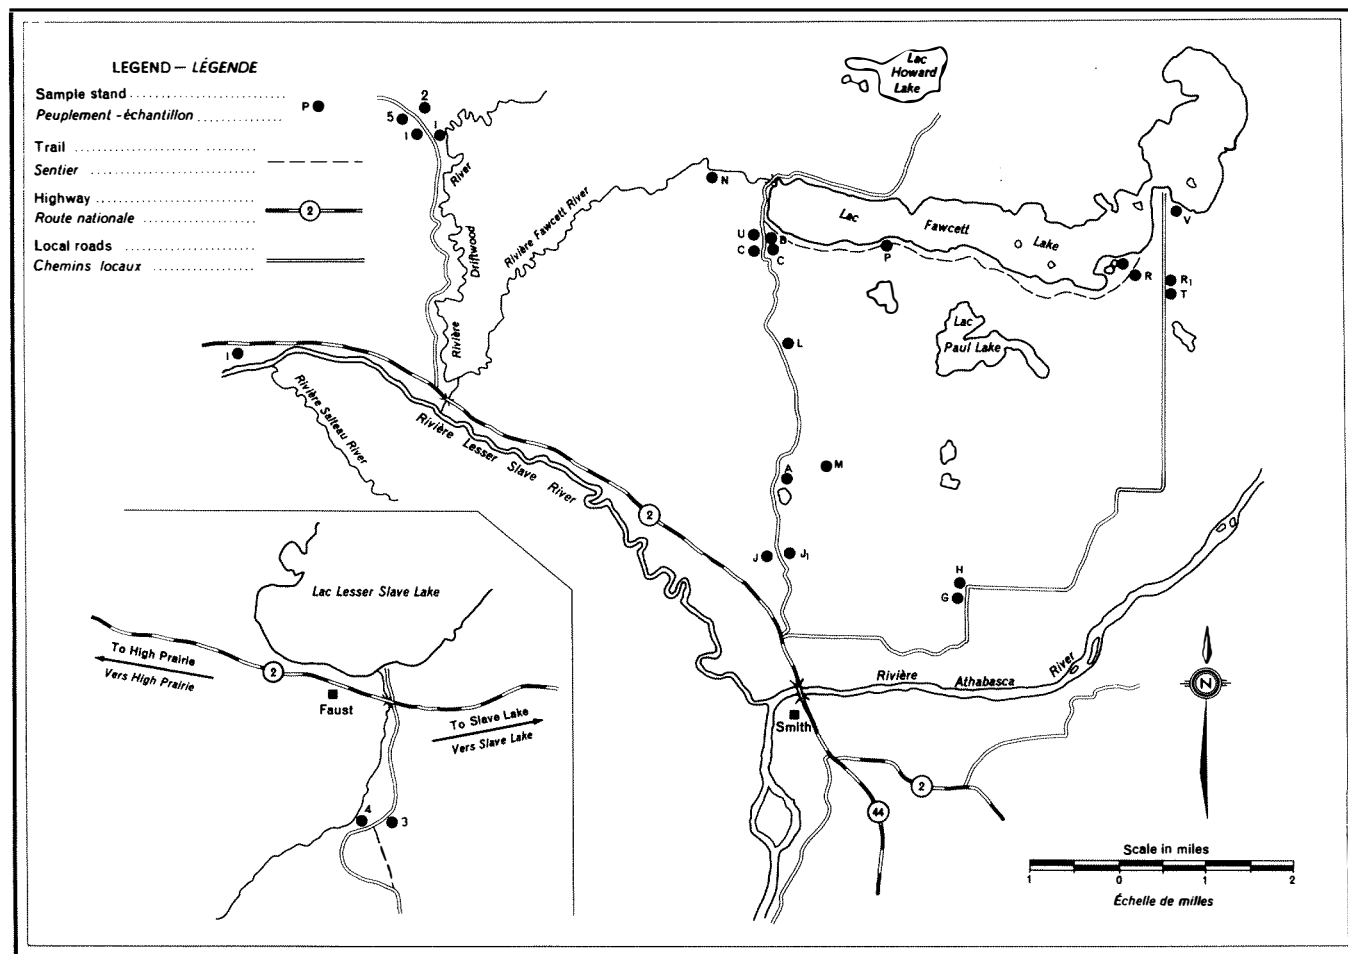 LEGEND — LÉGENDE
Sample stand
Peuplement - échantillon
P
Trail
Sentier
Highway
Route nationale
2
Local roads
Chemins locaux
2
5
1
1
River
Driftwood
Rivière
Rivière Fawcett River
N
Lac
Howard
Lake
Lac
Fawcett
Lake
U
B
C
C
P
V
R
R1
T
Lac
Paul Lake
L
1
Rivière Salteau River
Rivière Lesser Slave River
2
A
M
J
J1
H
G
Lac Lesser Slave Lake
To High Prairie
Vers High Prairie
2
Faust
To Slave Lake
Vers Slave Lake
4
3
Rivière Athabasca River
Smith
2
44
N
Scale in miles
1 0 1 2
Échelle de milles